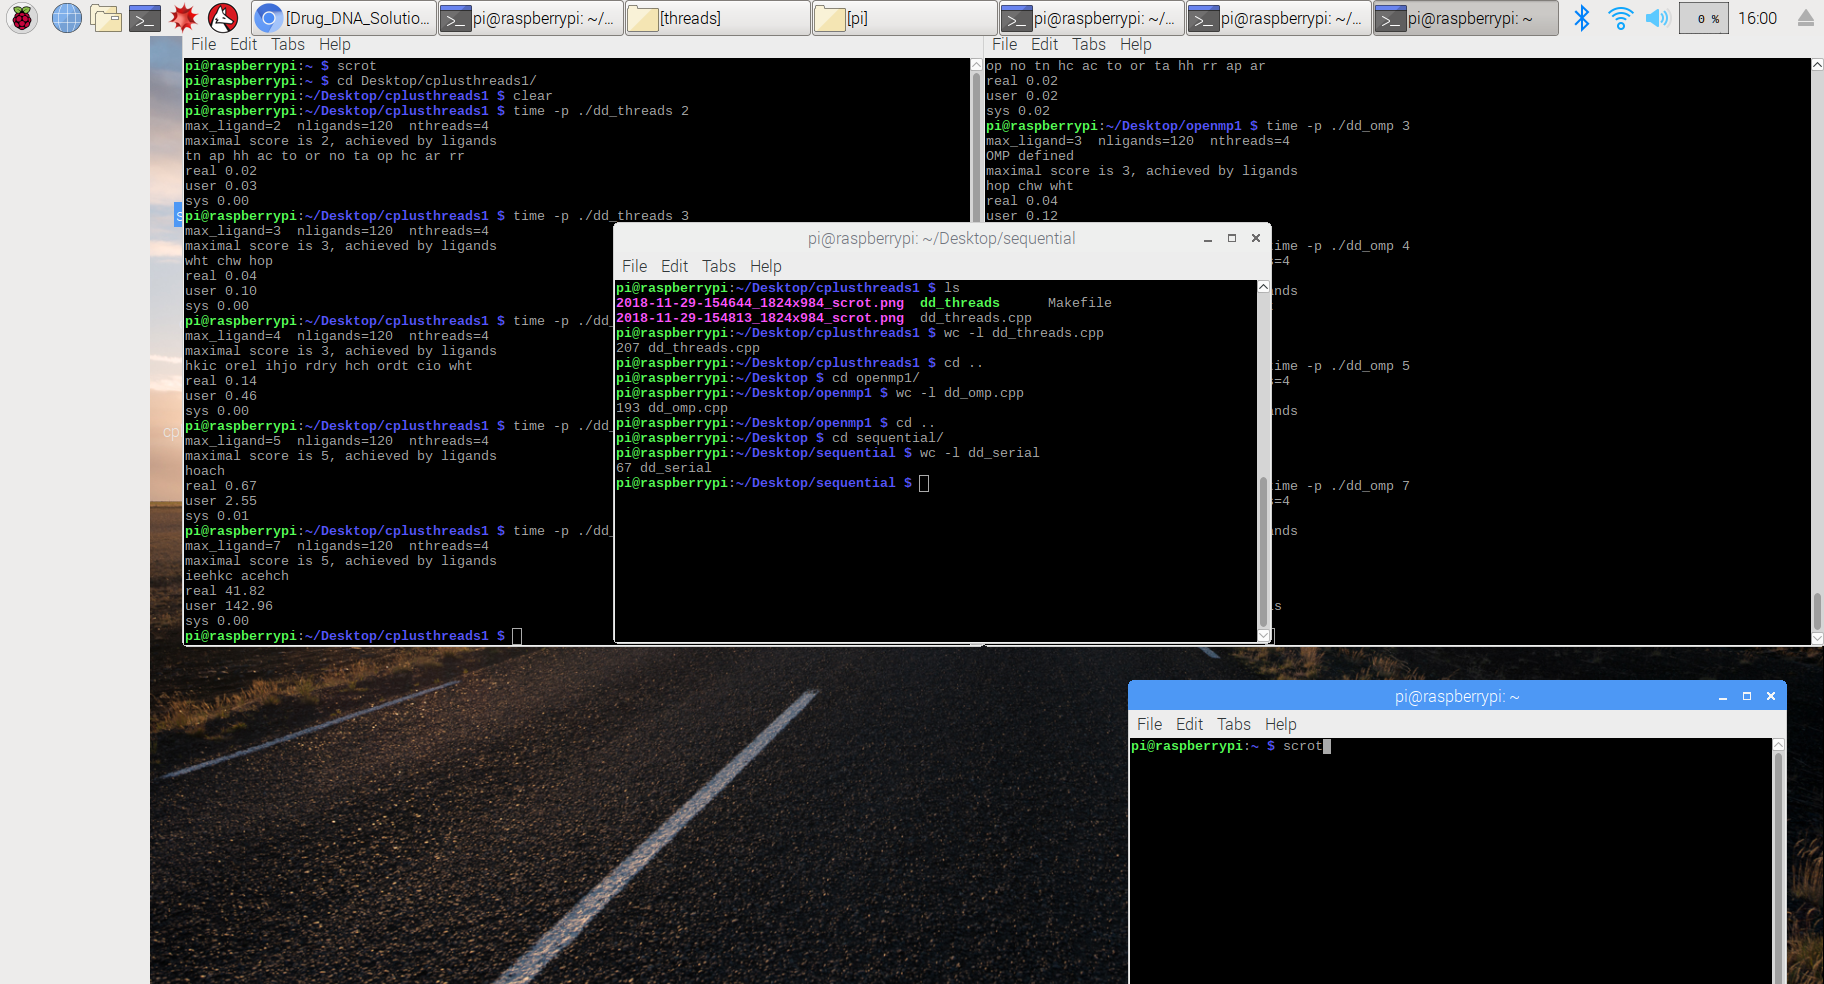 [Drug_DNA_Solutio... pi@raspberrypi: ~/... [threads] [pi] pi@raspberrypi: ~/... pi@raspberrypi: ~/... pi@raspberrypi: ~ 0 % 16:00
File Edit Tabs Help
pi@raspberrypi:~ $ scrot
pi@raspberrypi:~ $ cd Desktop/cplusthreads1/
pi@raspberrypi:~/Desktop/cplusthreads1 $ clear
pi@raspberrypi:~/Desktop/cplusthreads1 $ time -p ./dd_threads 2
max_ligand=2  nligands=120  nthreads=4
maximal score is 2, achieved by ligands
tn ap hh ac to or no ta op hc ar rr
real 0.02
user 0.03
sys 0.00
pi@raspberrypi:~/Desktop/cplusthreads1 $ time -p ./dd_threads 3
max_ligand=3  nligands=120  nthreads=4
maximal score is 3, achieved by ligands
wht chw hop
real 0.04
user 0.10
sys 0.00
pi@raspberrypi:~/Desktop/cplusthreads1 $ time -p ./dd_
max_ligand=4  nligands=120  nthreads=4
maximal score is 3, achieved by ligands
hkic orel ihjo rdry hch ordt cio wht
real 0.14
user 0.46
sys 0.00
pi@raspberrypi:~/Desktop/cplusthreads1 $ time -p ./dd_
max_ligand=5  nligands=120  nthreads=4
maximal score is 5, achieved by ligands
hoach
real 0.67
user 2.55
sys 0.01
pi@raspberrypi:~/Desktop/cplusthreads1 $ time -p ./dd_
max_ligand=7  nligands=120  nthreads=4
maximal score is 5, achieved by ligands
ieehkc acehch
real 41.82
user 142.96
sys 0.00
pi@raspberrypi:~/Desktop/cplusthreads1 $
File Edit Tabs Help
op no tn hc ac to or ta hh rr ap ar
real 0.02
user 0.02
sys 0.02
pi@raspberrypi:~/Desktop/openmp1 $ time -p ./dd_omp 3
max_ligand=3  nligands=120  nthreads=4
OMP defined
maximal score is 3, achieved by ligands
hop chw wht
real 0.04
user 0.12
ime -p ./dd_omp 4
=4
nds
ime -p ./dd_omp 5
=4
nds
ime -p ./dd_omp 7
=4
nds
s
pi@raspberrypi: ~/Desktop/sequential
File Edit Tabs Help
pi@raspberrypi:~/Desktop/cplusthreads1 $ ls
2018-11-29-154644_1824x984_scrot.png  dd_threads      Makefile
2018-11-29-154813_1824x984_scrot.png  dd_threads.cpp
pi@raspberrypi:~/Desktop/cplusthreads1 $ wc -l dd_threads.cpp
207 dd_threads.cpp
pi@raspberrypi:~/Desktop/cplusthreads1 $ cd ..
pi@raspberrypi:~/Desktop $ cd openmp1/
pi@raspberrypi:~/Desktop/openmp1 $ wc -l dd_omp.cpp
193 dd_omp.cpp
pi@raspberrypi:~/Desktop/openmp1 $ cd ..
pi@raspberrypi:~/Desktop $ cd sequential/
pi@raspberrypi:~/Desktop/sequential $ wc -l dd_serial
67 dd_serial
pi@raspberrypi:~/Desktop/sequential $
s
cpl
pi@raspberrypi: ~
File Edit Tabs Help
pi@raspberrypi:~ $ scrot